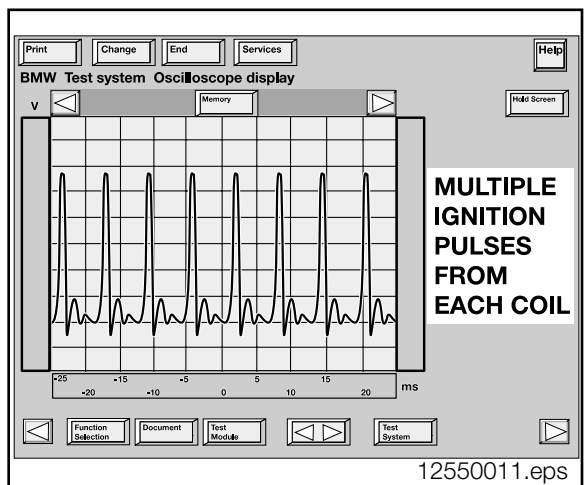 Print Change End Services Help
BMW Test system Oscilloscope display
V Memory Hold Screen
MULTIPLE
IGNITION
PULSES
FROM
EACH COIL
-25 -15 -5 5 15
-20 -10 0 10 20 ms
Function
Selection
Document
Test
Module
Test
System
12550011.eps